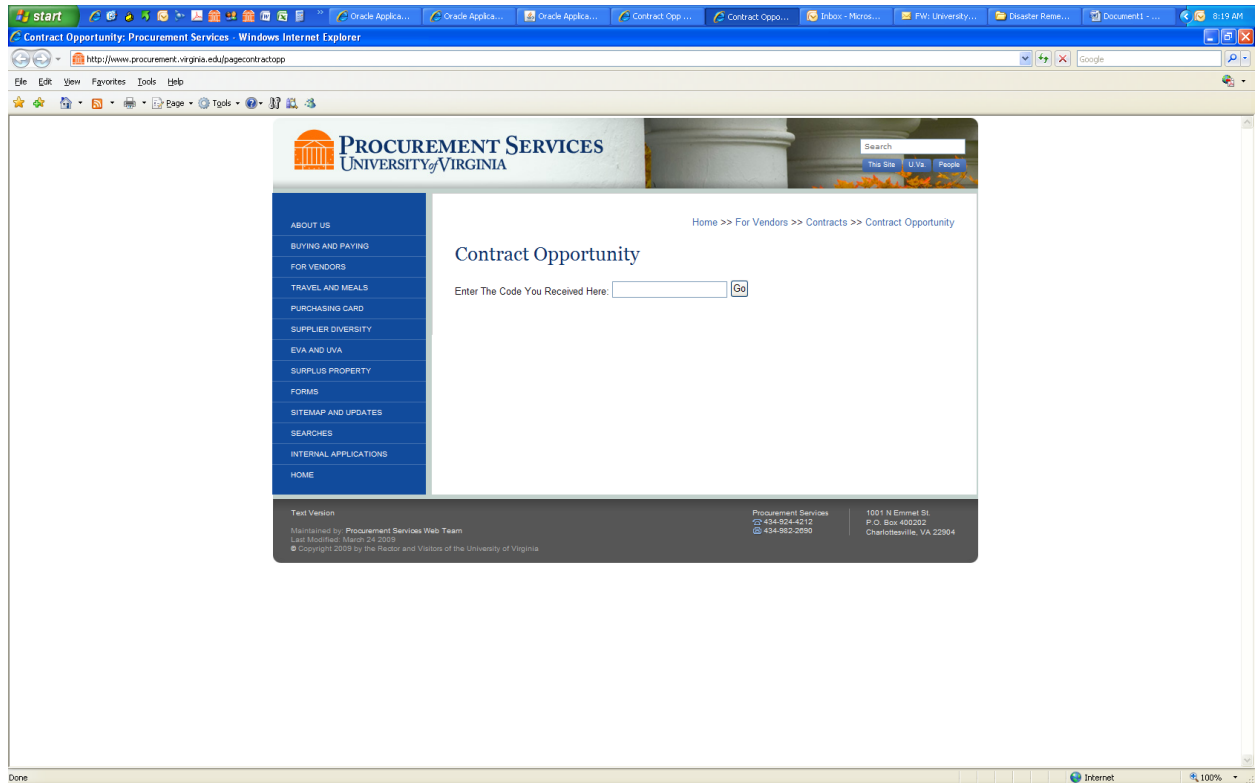 start
Oracle Applica...
Oracle Applica...
Oracle Applica...
Contract Opp ...
Contract Oppo...
Inbox - Micros...
FW: University...
Disaster Reme...
Document1 - ...
8:19 AM
Contract Opportunity: Procurement Services - Windows Internet Explorer
http://www.procurement.virginia.edu/pagecontractopp
Google
File Edit View Favorites Tools Help
Page Tools
PROCUREMENT SERVICES
UNIVERSITY of VIRGINIA
Search
This Site U.Va. People
Home >> For Vendors >> Contracts >> Contract Opportunity
ABOUT US
BUYING AND PAYING
FOR VENDORS
TRAVEL AND MEALS
PURCHASING CARD
SUPPLIER DIVERSITY
EVA AND UVA
SURPLUS PROPERTY
FORMS
SITEMAP AND UPDATES
SEARCHES
INTERNAL APPLICATIONS
HOME
Contract Opportunity
Enter The Code You Received Here: Go
Text Version
Maintained by: Procurement Services Web Team
Last Modified: March 24 2009
© Copyright 2009 by the Rector and Visitors of the University of Virginia
Procurement Services
434-924-4212
434-982-2690
1001 N Emmet St.
P.O. Box 400202
Charlottesville, VA 22904
Done
Internet
100%